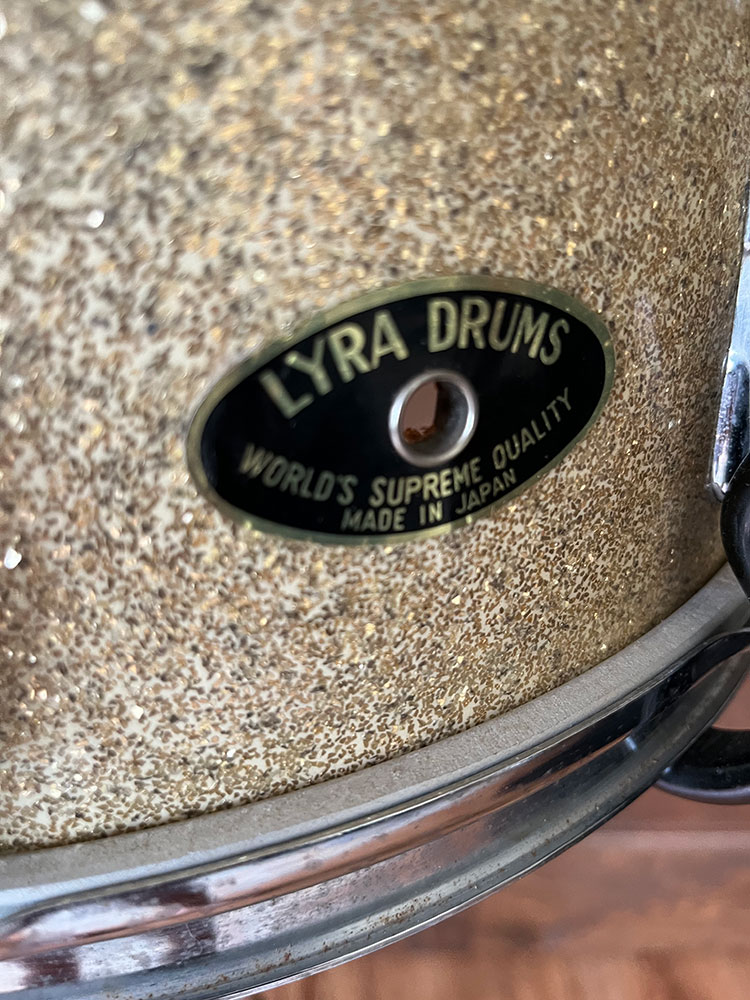 LYRA DRUMS
WORLD'S SUPREME QUALITY
MADE IN JAPAN